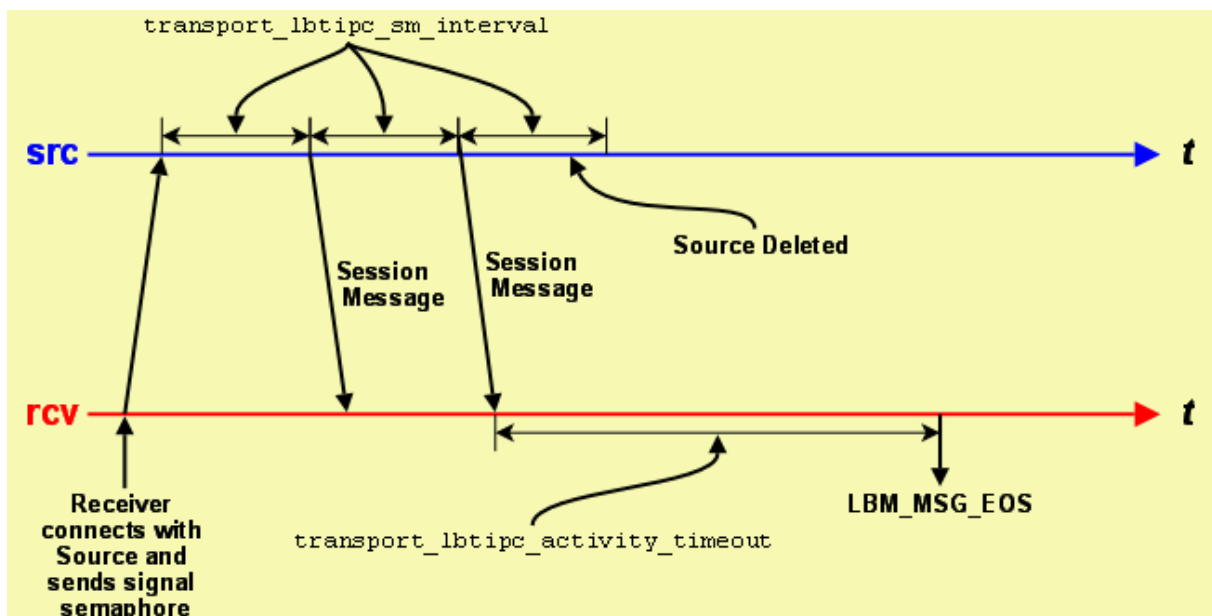 transport_lbtipc_sm_interval
src
t
Source Deleted
Session
Message
Session
Message
rcv
t
Receiver
connects with
Source and
sends signal
semaphore
transport_lbtipc_activity_timeout
LBM_MSG_EOS